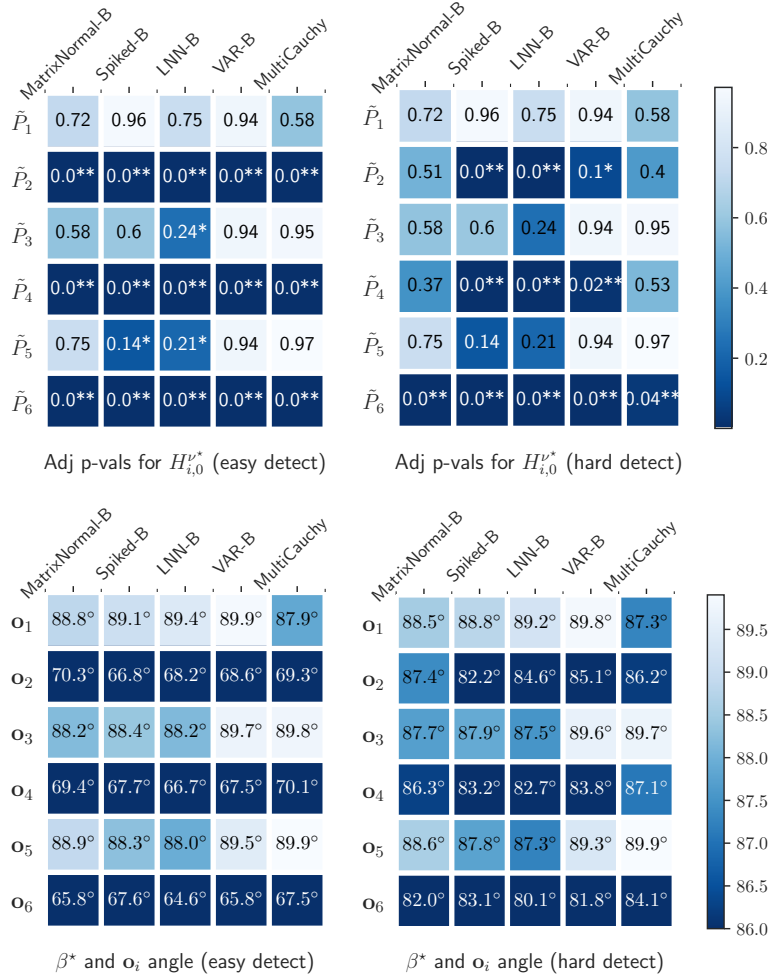 MatrixNormal-B Spiked-B LNN-B VAR-B MultiCauchy
P̃₁ 0.72 0.96 0.75 0.94 0.58
P̃₂ 0.0** 0.0** 0.0** 0.0** 0.0**
P̃₃ 0.58 0.6 0.24* 0.94 0.95
P̃₄ 0.0** 0.0** 0.0** 0.0** 0.0**
P̃₅ 0.75 0.14* 0.21* 0.94 0.97
P̃₆ 0.0** 0.0** 0.0** 0.0** 0.0**
Adj p-vals for H_{i,0}^{ν⋆} (easy detect)
MatrixNormal-B Spiked-B LNN-B VAR-B MultiCauchy
P̃₁ 0.72 0.96 0.75 0.94 0.58
P̃₂ 0.51 0.0** 0.0** 0.1* 0.4
P̃₃ 0.58 0.6 0.24 0.94 0.95
P̃₄ 0.37 0.0** 0.0** 0.02** 0.53
P̃₅ 0.75 0.14 0.21 0.94 0.97
P̃₆ 0.0** 0.0** 0.0** 0.0** 0.04**
Adj p-vals for H_{i,0}^{ν⋆} (hard detect)
0.8
0.6
0.4
0.2
MatrixNormal-B Spiked-B LNN-B VAR-B MultiCauchy
o₁ 88.8° 89.1° 89.4° 89.9° 87.9°
o₂ 70.3° 66.8° 68.2° 68.6° 69.3°
o₃ 88.2° 88.4° 88.2° 89.7° 89.8°
o₄ 69.4° 67.7° 66.7° 67.5° 70.1°
o₅ 88.9° 88.3° 88.0° 89.5° 89.9°
o₆ 65.8° 67.6° 64.6° 65.8° 67.5°
β⋆ and oᵢ angle (easy detect)
MatrixNormal-B Spiked-B LNN-B VAR-B MultiCauchy
o₁ 88.5° 88.8° 89.2° 89.8° 87.3°
o₂ 87.4° 82.2° 84.6° 85.1° 86.2°
o₃ 87.7° 87.9° 87.5° 89.6° 89.7°
o₄ 86.3° 83.2° 82.7° 83.8° 87.1°
o₅ 88.6° 87.8° 87.3° 89.3° 89.9°
o₆ 82.0° 83.1° 80.1° 81.8° 84.1°
β⋆ and oᵢ angle (hard detect)
89.5
89.0
88.5
88.0
87.5
87.0
86.5
86.0